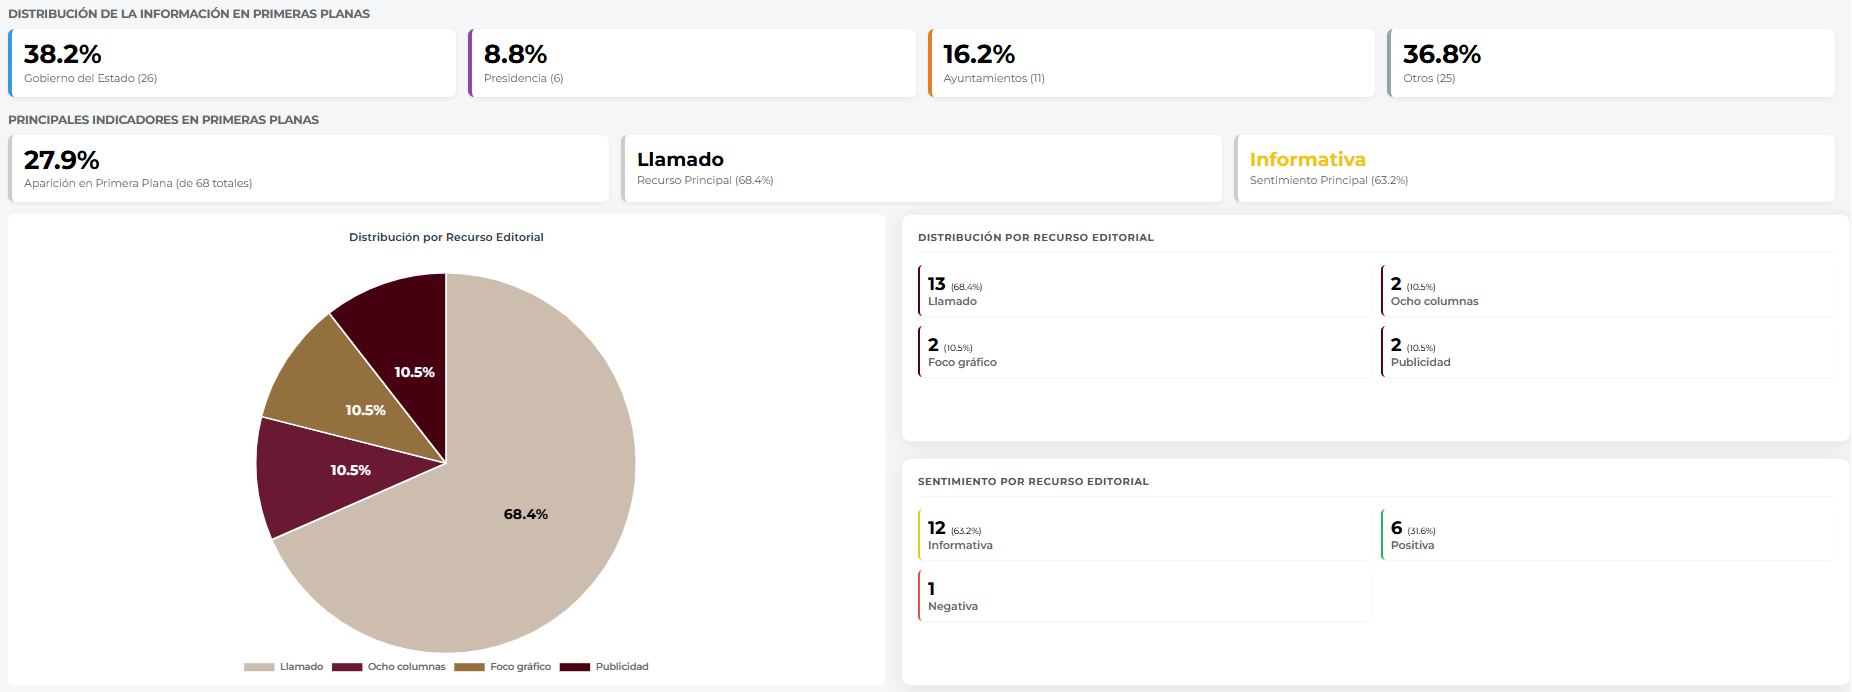 DISTRIBUCIÓN DE LA INFORMACIÓN EN PRIMERAS PLANAS
38.2%
Gobierno del Estado (26)
8.8%
Presidencia (6)
16.2%
Ayuntamientos (11)
36.8%
Otros (25)
PRINCIPALES INDICADORES EN PRIMERAS PLANAS
27.9%
Aparición en Primera Plana (de 68 totales)
Llamado
Recurso Principal (68.4%)
Informativa
Sentimiento Principal (63.2%)
Distribución por Recurso Editorial
10.5%
10.5%
10.5%
68.4%
Llamado
Ocho columnas
Foco gráfico
Publicidad
DISTRIBUCIÓN POR RECURSO EDITORIAL
13 (68.4%)
Llamado
2 (10.5%)
Ocho columnas
2 (10.5%)
Foco gráfico
2 (10.5%)
Publicidad
SENTIMIENTO POR RECURSO EDITORIAL
12 (63.2%)
Informativa
6 (31.6%)
Positiva
1
Negativa